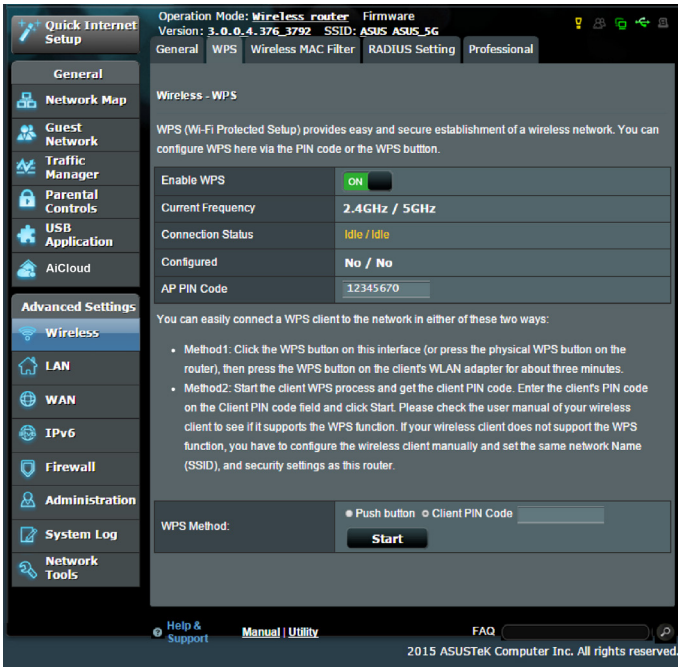 Quick Internet
Setup
Operation Mode: Wireless router Firmware
Version: 3.0.0.4.376_3792 SSID: ASUS ASUS_5G
General WPS Wireless MAC Filter RADIUS Setting Professional
General
Network Map
Guest
Network
Traffic
Manager
Parental
Controls
USB
Application
AiCloud
Advanced Settings
Wireless
LAN
WAN
IPv6
Firewall
Administration
System Log
Network
Tools
Wireless - WPS
WPS (Wi-Fi Protected Setup) provides easy and secure establishment of a wireless network. You can
configure WPS here via the PIN code or the WPS buttton.
Enable WPS ON
Current Frequency 2.4GHz / 5GHz
Connection Status Idle / Idle
Configured No / No
AP PIN Code 12345670
You can easily connect a WPS client to the network in either of these two ways:
• Method1: Click the WPS button on this interface (or press the physical WPS button on the
router), then press the WPS button on the client's WLAN adapter for about three minutes.
• Method2: Start the client WPS process and get the client PIN code. Enter the client's PIN code
on the Client PIN code field and click Start. Please check the user manual of your wireless
client to see if it supports the WPS function. If your wireless client does not support the WPS
function, you have to configure the wireless client manually and set the same network Name
(SSID), and security settings as this router.
WPS Method: Push button Client PIN Code
Start
Help &
Support
Manual | Utility
FAQ
2015 ASUSTeK Computer Inc. All rights reserved.